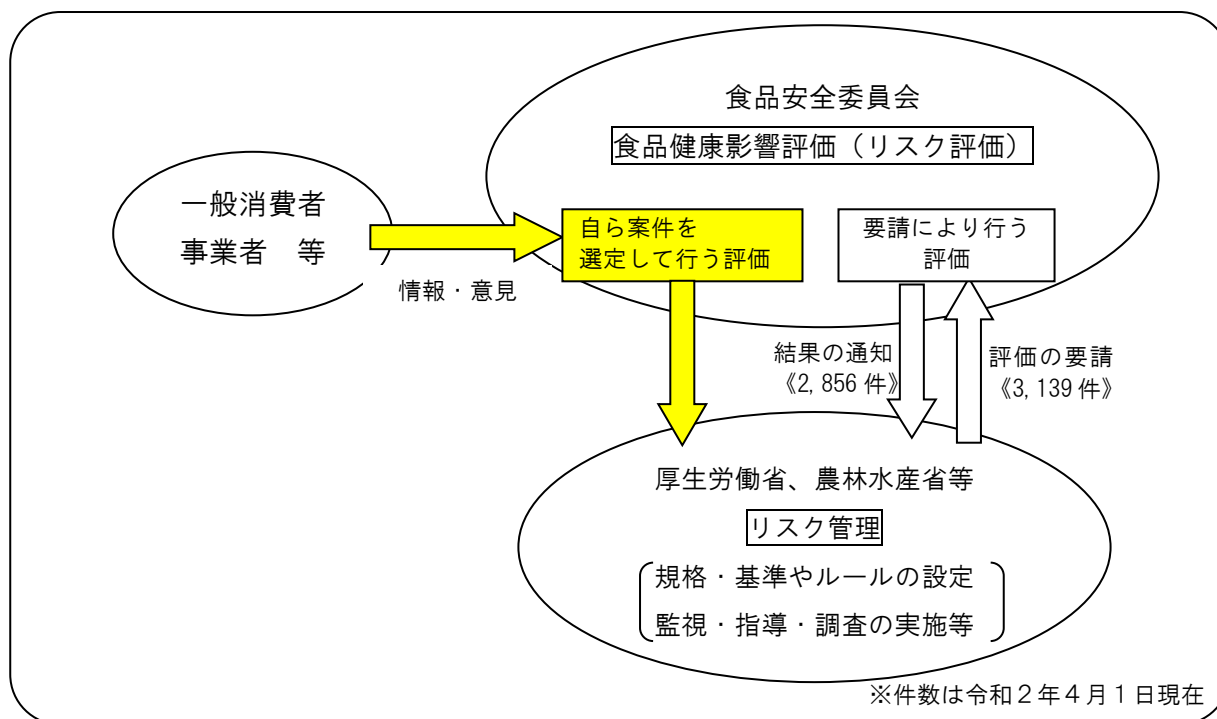 食品安全委員会
食品健康影響評価（リスク評価）
一般消費者
事業者　等
情報・意見
自ら案件を
選定して行う評価
要請により行う
評価
結果の通知
《2,856 件》
評価の要請
《3,139 件》
厚生労働省、農林水産省等
リスク管理
規格・基準やルールの設定
監視・指導・調査の実施等
※件数は令和２年４月１日現在